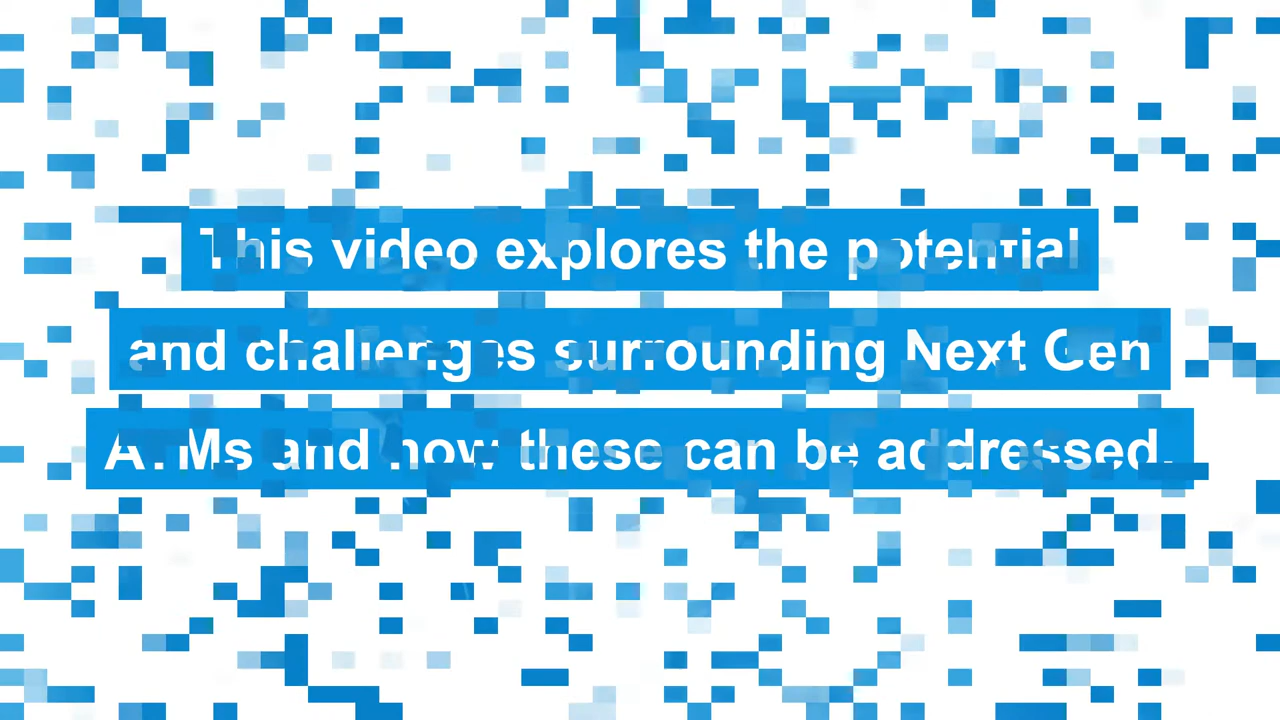 This video explores the potential
and challenges surrounding Next Gen
ATMs and how these can be addressed.